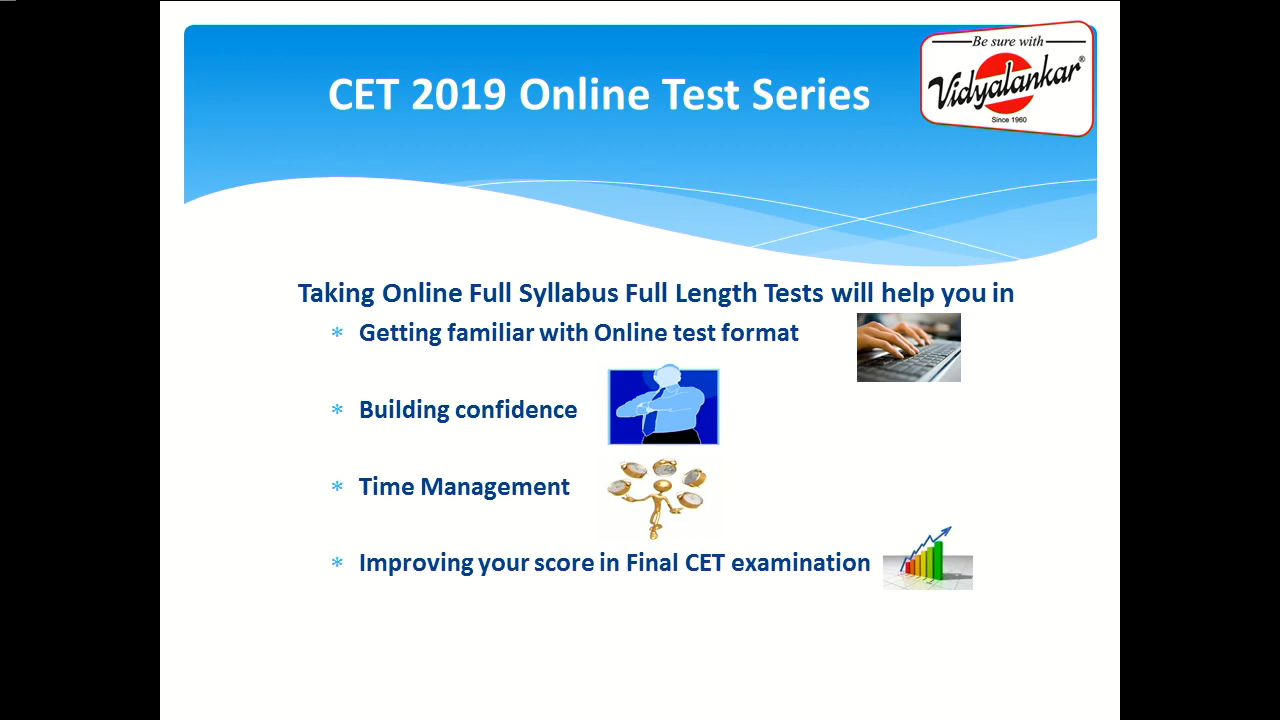 Be sure with
Vidyalankar®
Since 1960
CET 2019 Online Test Series
Taking Online Full Syllabus Full Length Tests will help you in
* Getting familiar with Online test format
* Building confidence
* Time Management
* Improving your score in Final CET examination